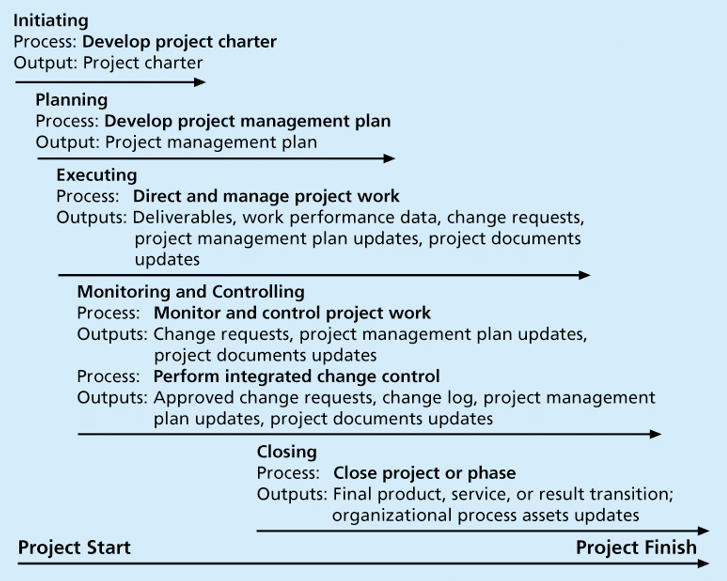 Initiating
Process: Develop project charter
Output: Project charter
Planning
Process: Develop project management plan
Output: Project management plan
Executing
Process: Direct and manage project work
Outputs: Deliverables, work performance data, change requests,
project management plan updates, project documents
updates
Monitoring and Controlling
Process: Monitor and control project work
Outputs: Change requests, project management plan updates,
project documents updates
Process: Perform integrated change control
Outputs: Approved change requests, change log, project management
plan updates, project documents updates
Closing
Process: Close project or phase
Outputs: Final product, service, or result transition;
organizational process assets updates
Project Start Project Finish